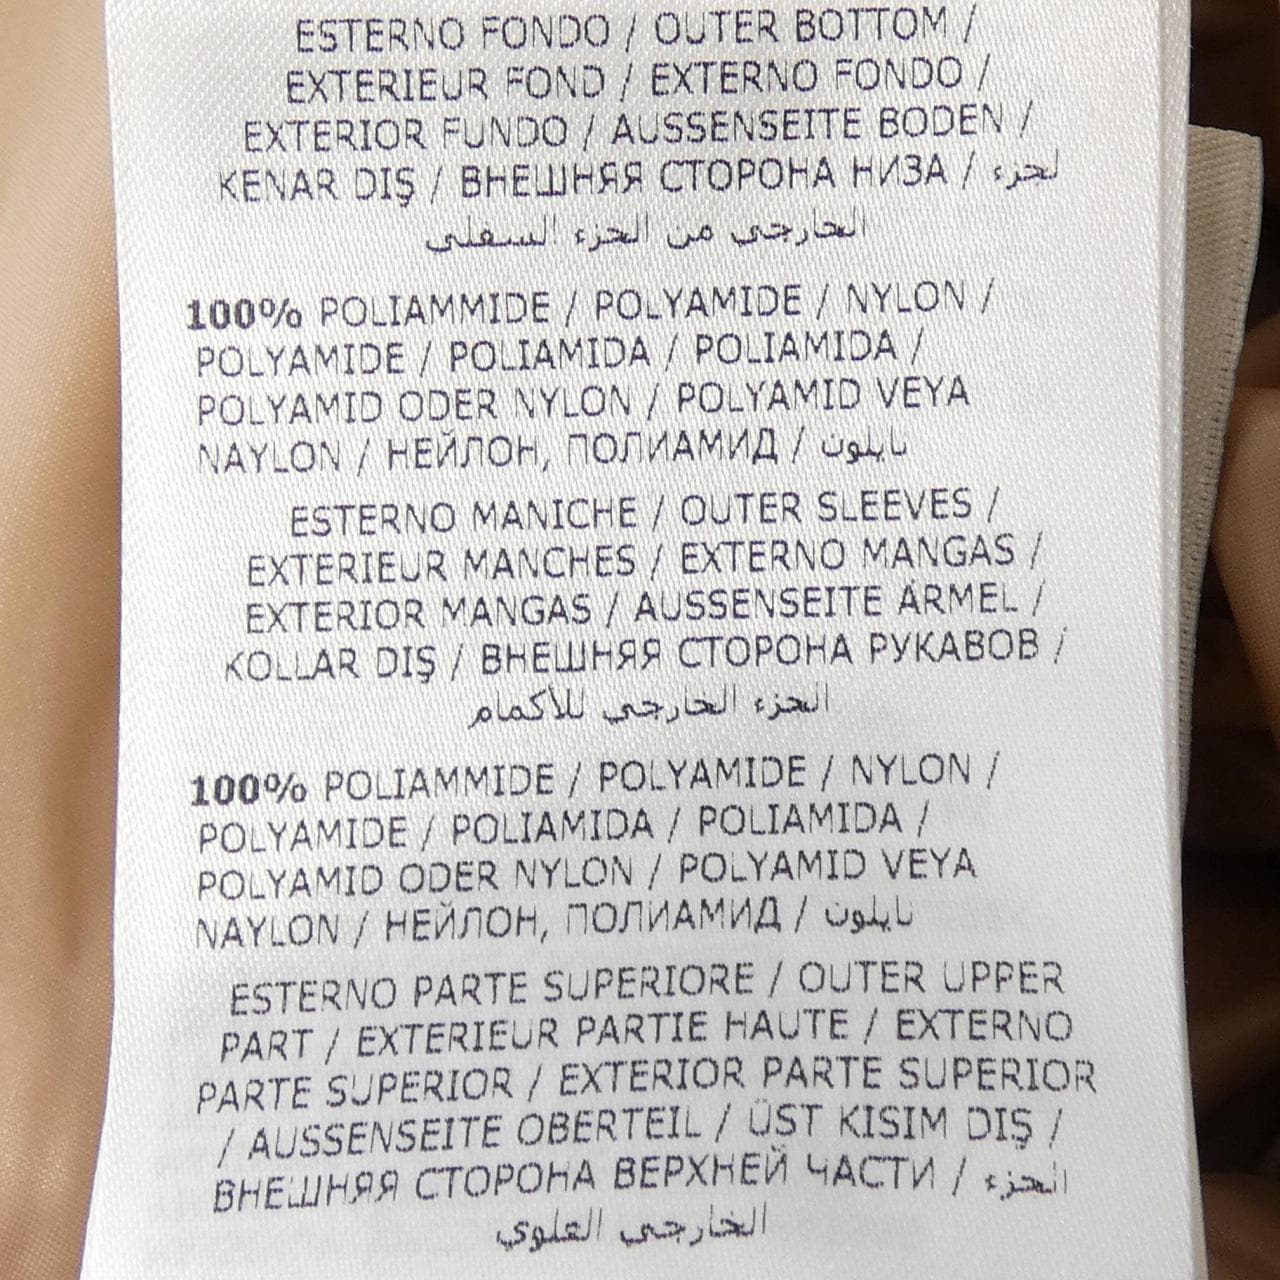 ESTERNO FONDO / OUTER BOTTOM /
EXTERIEUR FOND / EXTERNO FONDO /
EXTERIOR FUNDO / AUSSENSEITE BODEN /
KENAR DIŞ / ВНЕШНЯЯ СТОРОНА НИЗА / لجزء
الخارجي من الجزء السفلي
100% POLIAMMIDE / POLYAMIDE / NYLON /
POLYAMIDE / POLIAMIDA / POLIAMIDA /
POLYAMID ODER NYLON / POLYAMID VEYA
NAYLON / НЕЙЛОН, ПОЛИАМИД / نايلون
ESTERNO MANICHE / OUTER SLEEVES /
EXTERIEUR MANCHES / EXTERNO MANGAS /
EXTERIOR MANGAS / AUSSENSEITE ÄRMEL /
KOLLAR DIŞ / ВНЕШНЯЯ СТОРОНА РУКАВОВ /
الجزء الخارجي للأكمام
100% POLIAMMIDE / POLYAMIDE / NYLON /
POLYAMIDE / POLIAMIDA / POLIAMIDA /
POLYAMID ODER NYLON / POLYAMID VEYA
NAYLON / НЕЙЛОН, ПОЛИАМИД / نايلون
ESTERNO PARTE SUPERIORE / OUTER UPPER
PART / EXTERIEUR PARTIE HAUTE / EXTERNO
PARTE SUPERIOR / EXTERIOR PARTE SUPERIOR
/ AUSSENSEITE OBERTEIL / ÜST KISIM DIŞ /
ВНЕШНЯЯ СТОРОНА ВЕРХНЕЙ ЧАСТИ / الجزء
الخارجي العلوي